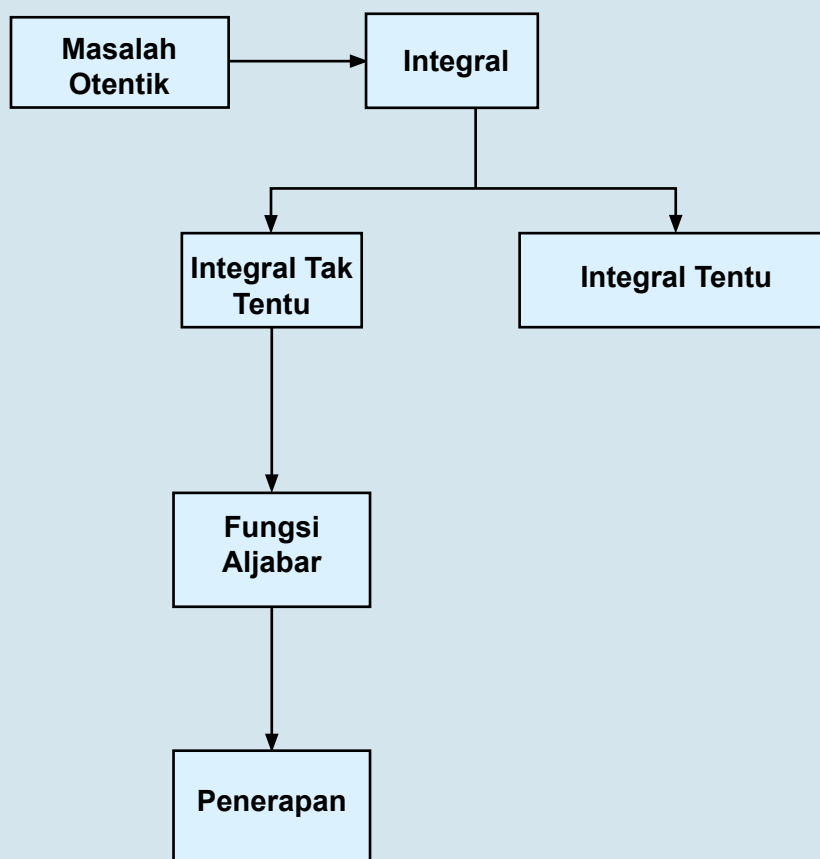 Masalah
Otentik
Integral
Integral Tak
Tentu
Integral Tentu
Fungsi
Aljabar
Penerapan